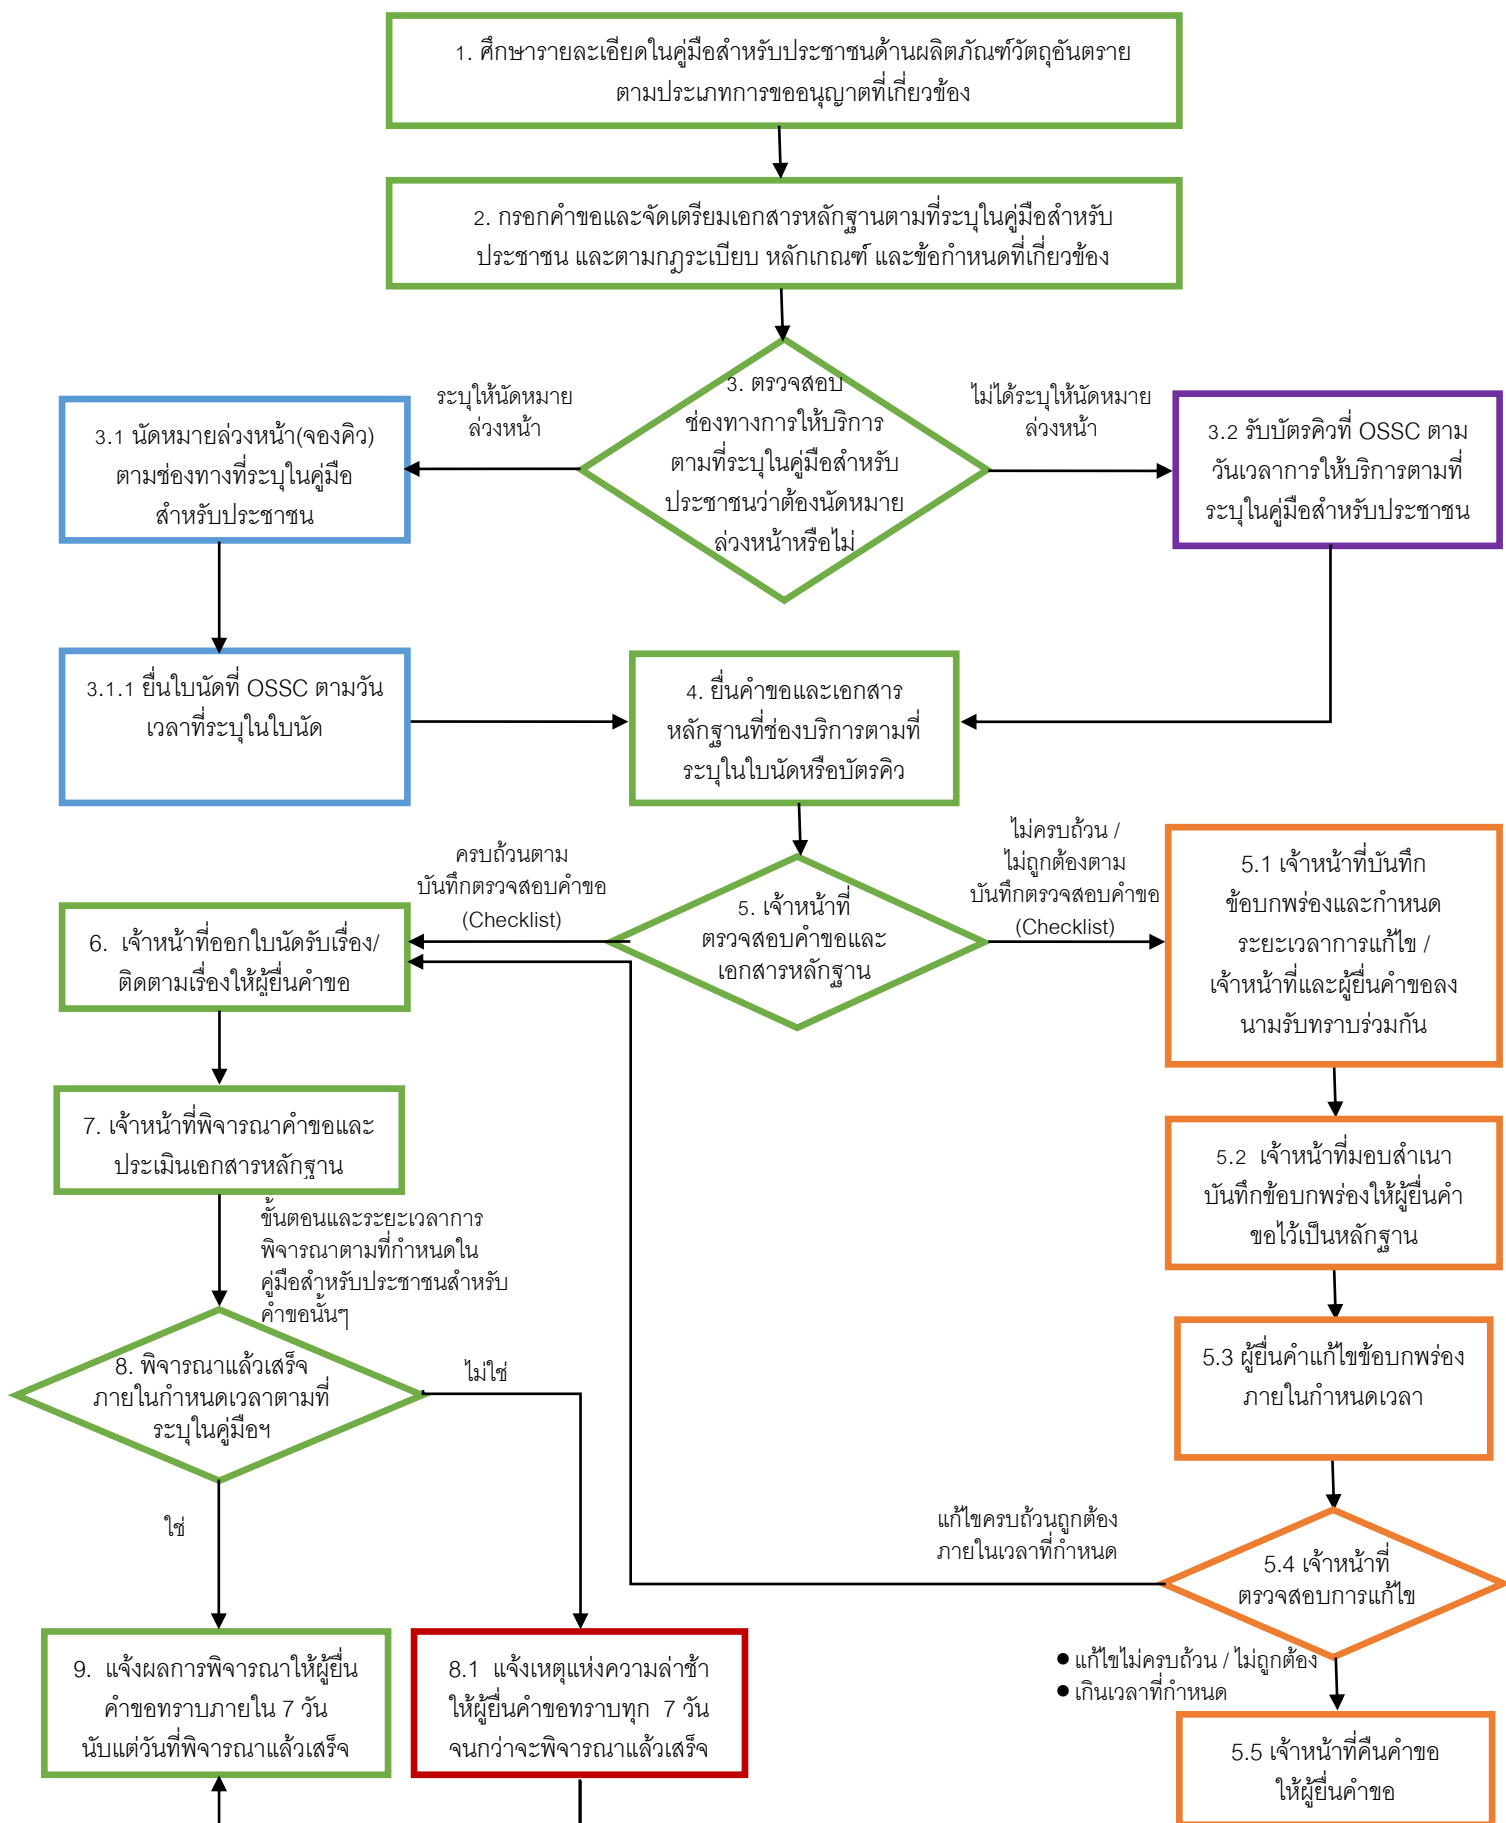 1. ศึกษารายละเอียดในคู่มือสำหรับประชาชนด้านผลิตภัณฑ์วัตถุอันตราย
ตามประเภทการขออนุญาตที่เกี่ยวข้อง
2. กรอกคำขอและจัดเตรียมเอกสารหลักฐานตามที่ระบุในคู่มือสำหรับ
ประชาชน และตามกฎระเบียบ หลักเกณฑ์ และข้อกำหนดที่เกี่ยวข้อง
3. ตรวจสอบ
ช่องทางการให้บริการ
ตามที่ระบุในคู่มือสำหรับ
ประชาชนว่าต้องนัดหมาย
ล่วงหน้าหรือไม่
ระบุให้นัดหมาย
ล่วงหน้า
ไม่ได้ระบุให้นัดหมาย
ล่วงหน้า
3.1 นัดหมายล่วงหน้า(จองคิว)
ตามช่องทางที่ระบุในคู่มือ
สำหรับประชาชน
3.2 รับบัตรคิวที่ OSSC ตาม
วันเวลาการให้บริการตามที่
ระบุในคู่มือสำหรับประชาชน
3.1.1 ยื่นใบนัดที่ OSSC ตามวัน
เวลาที่ระบุในใบนัด
4. ยื่นคำขอและเอกสาร
หลักฐานที่ช่องบริการตามที่
ระบุในใบนัดหรือบัตรคิว
ครบถ้วนตาม
บันทึกตรวจสอบคำขอ
(Checklist)
ไม่ครบถ้วน /
ไม่ถูกต้องตาม
บันทึกตรวจสอบคำขอ
(Checklist)
5. เจ้าหน้าที่
ตรวจสอบคำขอและ
เอกสารหลักฐาน
5.1 เจ้าหน้าที่บันทึก
ข้อบกพร่องและกำหนด
ระยะเวลาการแก้ไข /
เจ้าหน้าที่และผู้ยื่นคำขอลง
นามรับทราบร่วมกัน
6. เจ้าหน้าที่ออกใบนัดรับเรื่อง/
ติดตามเรื่องให้ผู้ยื่นคำขอ
7. เจ้าหน้าที่พิจารณาคำขอและ
ประเมินเอกสารหลักฐาน
5.2 เจ้าหน้าที่มอบสำเนา
บันทึกข้อบกพร่องให้ผู้ยื่นคำ
ขอไว้เป็นหลักฐาน
ขั้นตอนและระยะเวลาการ
พิจารณาตามที่กำหนดใน
คู่มือสำหรับประชาชนสำหรับ
คำขอนั้นๆ
8. พิจารณาแล้วเสร็จ
ภายในกำหนดเวลาตามที่
ระบุในคู่มือฯ
ไม่ใช่
5.3 ผู้ยื่นคำแก้ไขข้อบกพร่อง
ภายในกำหนดเวลา
ใช่
แก้ไขครบถ้วนถูกต้อง
ภายในเวลาที่กำหนด
5.4 เจ้าหน้าที่
ตรวจสอบการแก้ไข
9. แจ้งผลการพิจารณาให้ผู้ยื่น
คำขอทราบภายใน 7 วัน
นับแต่วันที่พิจารณาแล้วเสร็จ
8.1 แจ้งเหตุแห่งความล่าช้า
ให้ผู้ยื่นคำขอทราบทุก 7 วัน
จนกว่าจะพิจารณาแล้วเสร็จ
● แก้ไขไม่ครบถ้วน / ไม่ถูกต้อง
● เกินเวลาที่กำหนด
5.5 เจ้าหน้าที่คืนคำขอ
ให้ผู้ยื่นคำขอ